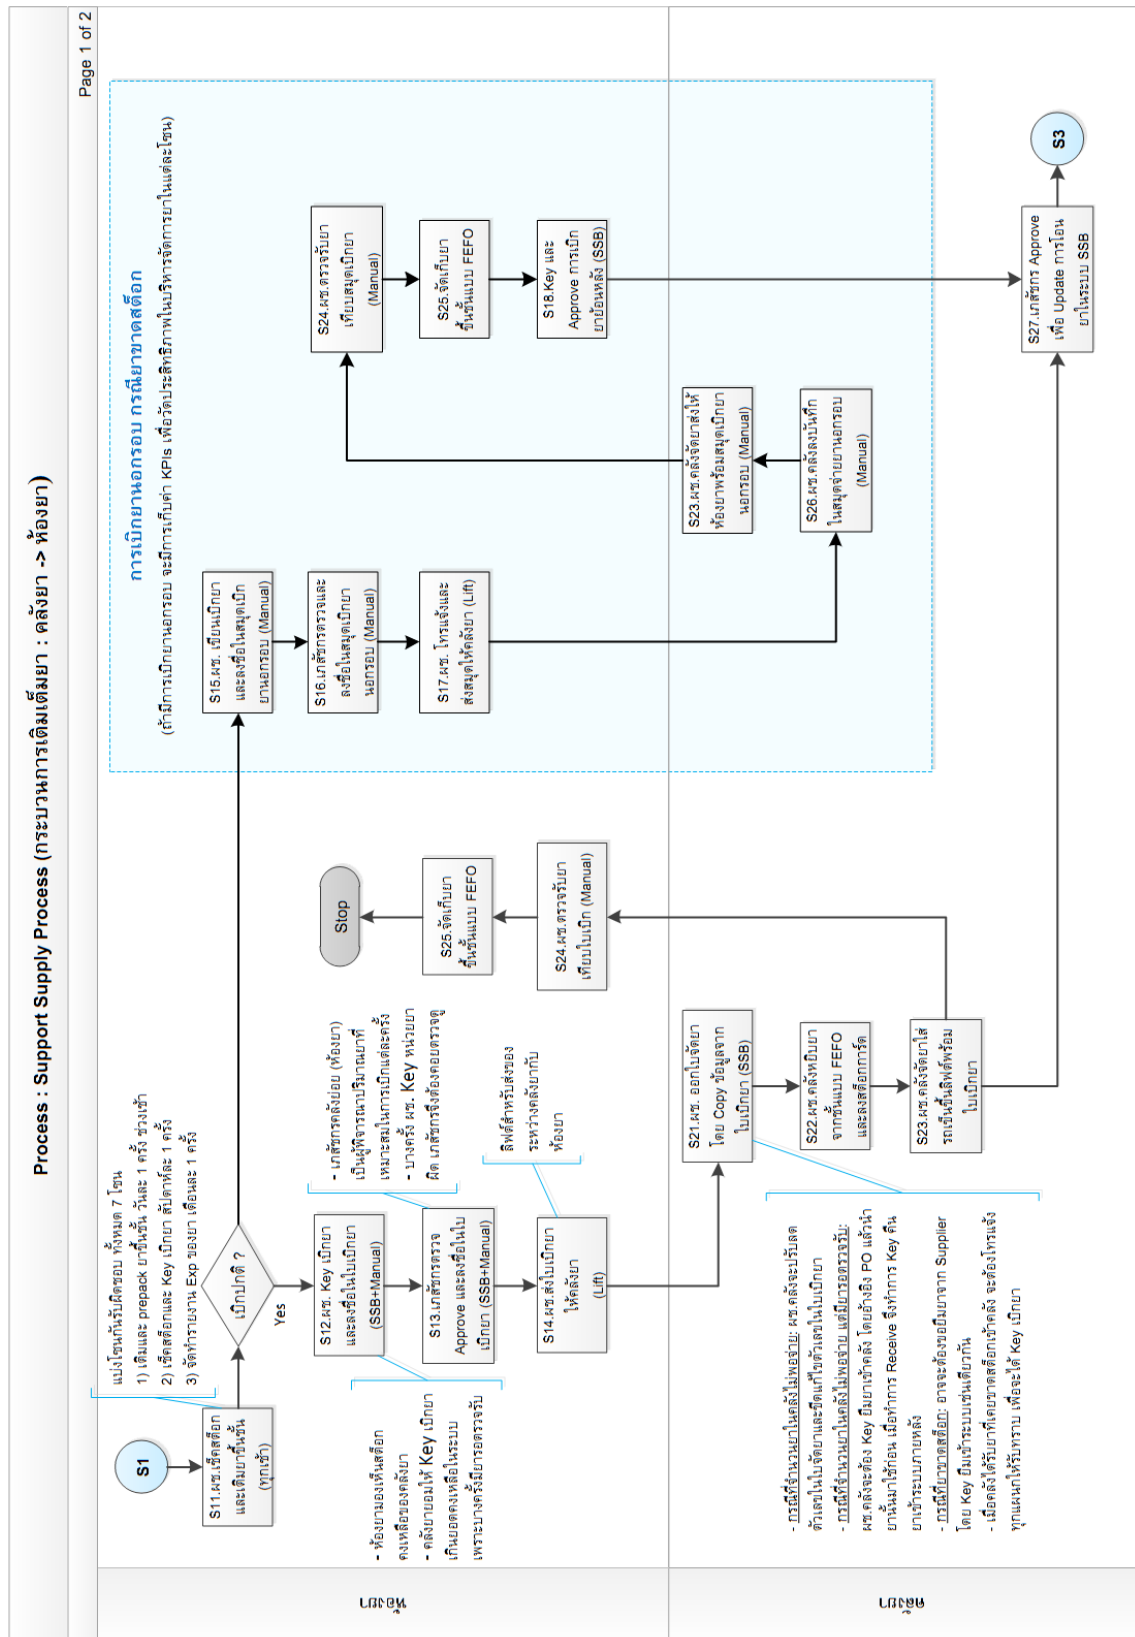 Process : Support Supply Process (กระบวนการเติมเต็มยา : คลังยา -> ห้องยา)
Page 1 of 2
ห้องยา
คลังยา
S1
S11.ผช.เช็คสต็อก
และเติมยาขึ้นชั้น
(ทุกเช้า)
แบ่งโซนกันรับผิดชอบ ทั้งหมด 7 โซน
1) เติมและ prepack ยาขึ้นชั้น วันละ 1 ครั้ง ช่วงเช้า
2) เช็คสต็อกและ Key เบิกยา สัปดาห์ละ 1 ครั้ง
3) จัดทำรายงาน Exp ของยา เดือนละ 1 ครั้ง
เบิกปกติ ?
Yes
S12.ผช. Key เบิกยา
และลงชื่อในใบเบิกยา
(SSB+Manual)
- ห้องยามองเห็นสต็อก
คงเหลือของคลังยา
- คลังยายอมให้ Key เบิกยา
เกินยอดคงเหลือในระบบ
เพราะบางครั้งมียารอตรวจรับ
S13.เภสัชกรตรวจ
Approve และลงชื่อในใบ
เบิกยา (SSB+Manual)
- เภสัชกรคลังย่อย (ห้องยา)
เป็นผู้พิจารณาปริมาณยาที่
เหมาะสมในการเบิกแต่ละครั้ง
- บางครั้ง ผช. Key หน่วยยา
ผิด เภสัชกรจึงต้องคอยตรวจดู
S14.ผช.ส่งใบเบิกยา
ให้คลังยา
(Lift)
ลิฟต์สำหรับส่งของ
ระหว่างคลังยากับ
ห้องยา
S21.ผช. ออกใบจัดยา
โดย Copy ข้อมูลจาก
ใบเบิกยา (SSB)
S22.ผช.คลังหยิบยา
จากชั้นแบบ FEFO
และลงสต็อกการ์ด
S23.ผช.คลังจัดยาใส่
รถเข็นขึ้นลิฟต์พร้อม
ใบเบิกยา
- กรณีที่จำนวนยาในคลังไม่พอจ่าย: ผช.คลังจะปรับลด
ตัวเลขในใบจัดยาและขีดแก้ไขตัวเลขในใบเบิกยา
- กรณีที่จำนวนยาในคลังไม่พอจ่าย แต่มียารอตรวจรับ:
ผช.คลังจะต้อง Key ยืมยาเข้าคลัง โดยอ้างอิง PO แล้วนำ
ยานั้นมาใช้ก่อน เมื่อทำการ Receive จึงทำการ Key คืน
ยาเข้าระบบภายหลัง
- กรณีที่ยาขาดสต็อก: อาจจะต้องขอยืมยาจาก Supplier
โดย Key ยืมเข้าระบบเช่นเดียวกัน
- เมื่อคลังได้รับยาที่เคยขาดสต็อกเข้าคลัง จะต้องโทรแจ้ง
ทุกแผนกให้รับทราบ เพื่อจะได้ Key เบิกยา
S24.ผช.ตรวจรับยา
เทียบใบเบิก (Manual)
S25.จัดเก็บยา
ขึ้นชั้นแบบ FEFO
Stop
การเบิกยานอกรอบ กรณียาขาดสต็อก
(ถ้ามีการเบิกยานอกรอบ จะมีการเก็บค่า KPIs เพื่อวัดประสิทธิภาพในบริหารจัดการยาในแต่ละโซน)
S15.ผช. เขียนเบิกยา
และลงชื่อในสมุดเบิก
ยานอกรอบ (Manual)
S16.เภสัชกรตรวจและ
ลงชื่อในสมุดเบิกยา
นอกรอบ (Manual)
S17.ผช. โทรแจ้งและ
ส่งสมุดให้คลังยา (Lift)
S26.ผช.คลังลงบันทึก
ในสมุดจ่ายยานอกรอบ
(Manual)
S23.ผช.คลังจัดยาส่งให้
ห้องยาพร้อมสมุดเบิกยา
นอกรอบ (Manual)
S24.ผช.ตรวจรับยา
เทียบสมุดเบิกยา
(Manual)
S25.จัดเก็บยา
ขึ้นชั้นแบบ FEFO
S18.Key และ
Approve การเบิก
ยาย้อนหลัง (SSB)
S27.เภสัชกร Approve
เพื่อ Update การโอน
ยาในระบบ SSB
S3